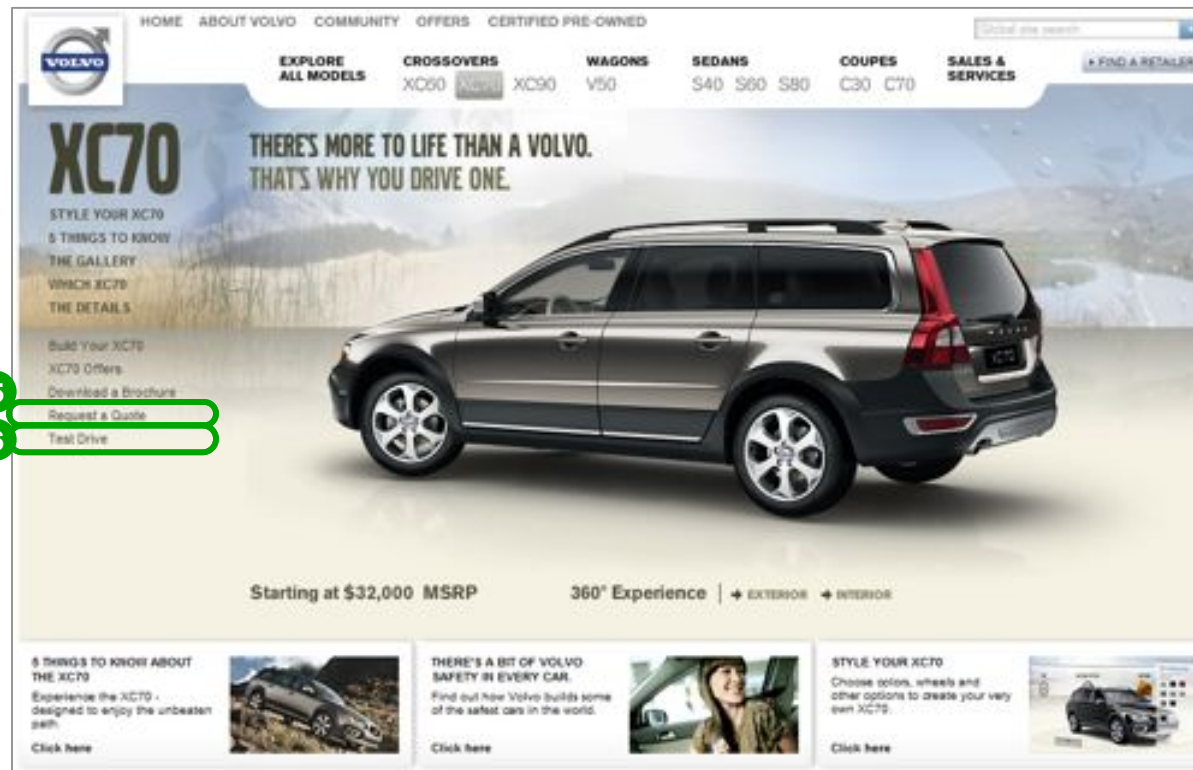 HOME ABOUT VOLVO COMMUNITY OFFERS CERTIFIED PRE-OWNED
Global site search
VOLVO
EXPLORE ALL MODELS
CROSSOVERS
XC60 XC70 XC90
WAGONS
V50
SEDANS
S40 S60 S80
COUPES
C30 C70
SALES & SERVICES
FIND A RETAILER
XC70
THERE'S MORE TO LIFE THAN A VOLVO.
THAT'S WHY YOU DRIVE ONE.
STYLE YOUR XC70
5 THINGS TO KNOW
THE GALLERY
WHICH XC70
THE DETAILS
Build Your XC70
XC70 Offers
Download a Brochure
Request a Quote
Test Drive
VOLVO
XC70
Starting at $32,000 MSRP
360° Experience | EXTERIOR INTERIOR
5 THINGS TO KNOW ABOUT
THE XC70
Experience the XC70 -
designed to enjoy the unbeaten
path.
Click here
THERE'S A BIT OF VOLVO
SAFETY IN EVERY CAR.
Find out how Volvo builds some
of the safest cars in the world.
Click here
STYLE YOUR XC70
Choose colors, wheels and
other options to create your very
own XC70.
Click here